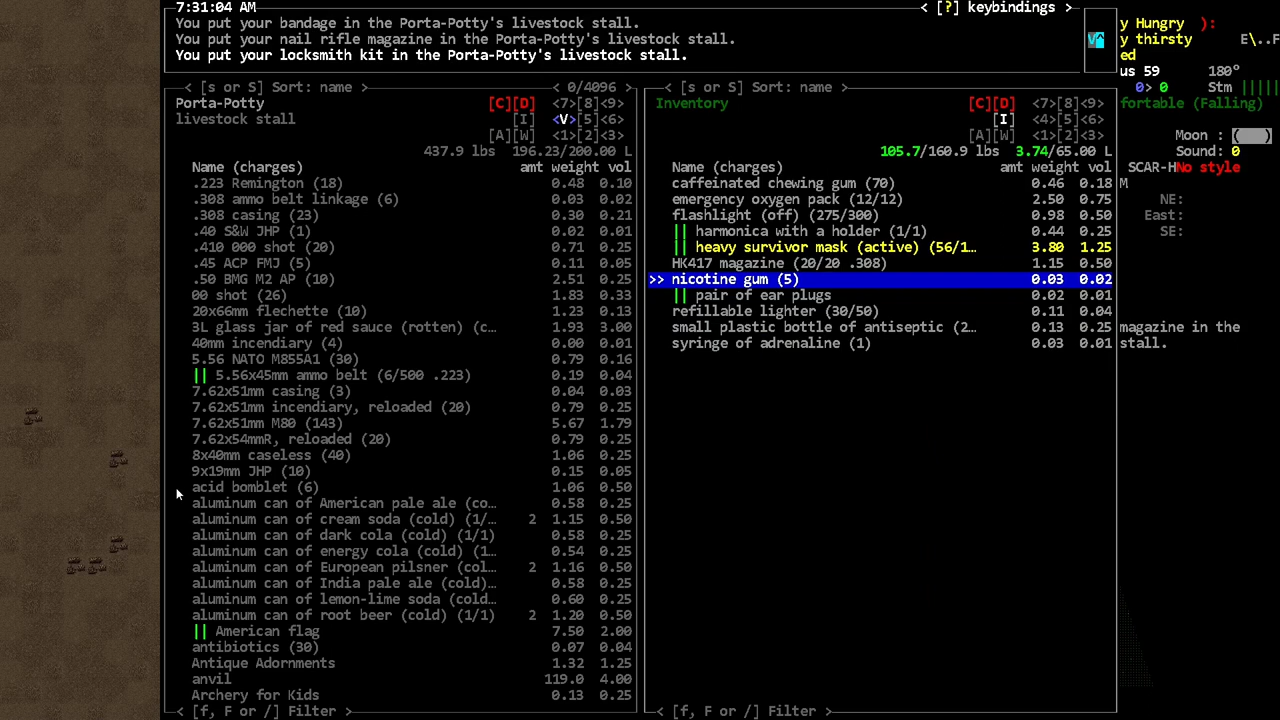 7:31:04 AM < [?] keybindings >
You put your bandage in the Porta-Potty's livestock stall.
You put your nail rifle magazine in the Porta-Potty's livestock stall.
You put your locksmith kit in the Porta-Potty's livestock stall.
V^
y Hungry ):
y thirsty E\..F
ed
us 59 180º
0> 0 Stm |||||
fortable (Falling)
Moon : ( )
Sound: 0
SCAR-HNo style
M
NE:
East:
SE:
magazine in the
stall.
< [s or S] Sort: name > < 0/4096 >
Porta-Potty [C][D] <7>[8]<9>
livestock stall [I] <V>[5]<6>
[A][W] <1>[2]<3>
437.9 lbs 196.23/200.00 L
Name (charges) amt weight vol
.223 Remington (18) 0.48 0.10
.308 ammo belt linkage (6) 0.03 0.02
.308 casing (23) 0.30 0.21
.40 S&W JHP (1) 0.02 0.01
.410 000 shot (20) 0.71 0.25
.45 ACP FMJ (5) 0.11 0.05
.50 BMG M2 AP (10) 2.51 0.25
00 shot (26) 1.83 0.33
20x66mm flechette (10) 1.23 0.13
3L glass jar of red sauce (rotten) (c… 1.93 3.00
40mm incendiary (4) 0.00 0.01
5.56 NATO M855A1 (30) 0.79 0.16
|| 5.56x45mm ammo belt (6/500 .223) 0.19 0.04
7.62x51mm casing (3) 0.04 0.03
7.62x51mm incendiary, reloaded (20) 0.79 0.25
7.62x51mm M80 (143) 5.67 1.79
7.62x54mmR, reloaded (20) 0.79 0.25
8x40mm caseless (40) 1.06 0.25
9x19mm JHP (10) 0.15 0.05
acid bomblet (6) 1.06 0.50
aluminum can of American pale ale (co… 0.58 0.25
aluminum can of cream soda (cold) (1/… 2 1.15 0.50
aluminum can of dark cola (cold) (1/1) 0.58 0.25
aluminum can of energy cola (cold) (1… 0.54 0.25
aluminum can of European pilsner (col… 2 1.16 0.50
aluminum can of India pale ale (cold)… 0.58 0.25
aluminum can of lemon-lime soda (cold… 0.60 0.25
aluminum can of root beer (cold) (1/1) 2 1.20 0.50
|| American flag 7.50 2.00
antibiotics (30) 0.07 0.04
Antique Adornments 1.32 1.25
anvil 119.0 4.00
Archery for Kids 0.13 0.25
< [f, F or /] Filter >
< [s or S] Sort: name >
Inventory [C][D] <7>[8]<9>
[I] <4>[5]<6>
[A][W] <1>[2]<3>
105.7/160.9 lbs 3.74/65.00 L
Name (charges) amt weight vol
caffeinated chewing gum (70) 0.46 0.18
emergency oxygen pack (12/12) 2.50 0.75
flashlight (off) (275/300) 0.98 0.50
|| harmonica with a holder (1/1) 0.44 0.25
|| heavy survivor mask (active) (56/1… 3.80 1.25
HK417 magazine (20/20 .308) 1.15 0.50
>> nicotine gum (5) 0.03 0.02
|| pair of ear plugs 0.02 0.01
refillable lighter (30/50) 0.11 0.04
small plastic bottle of antiseptic (2… 0.13 0.25
syringe of adrenaline (1) 0.03 0.01
< [f, F or /] Filter >